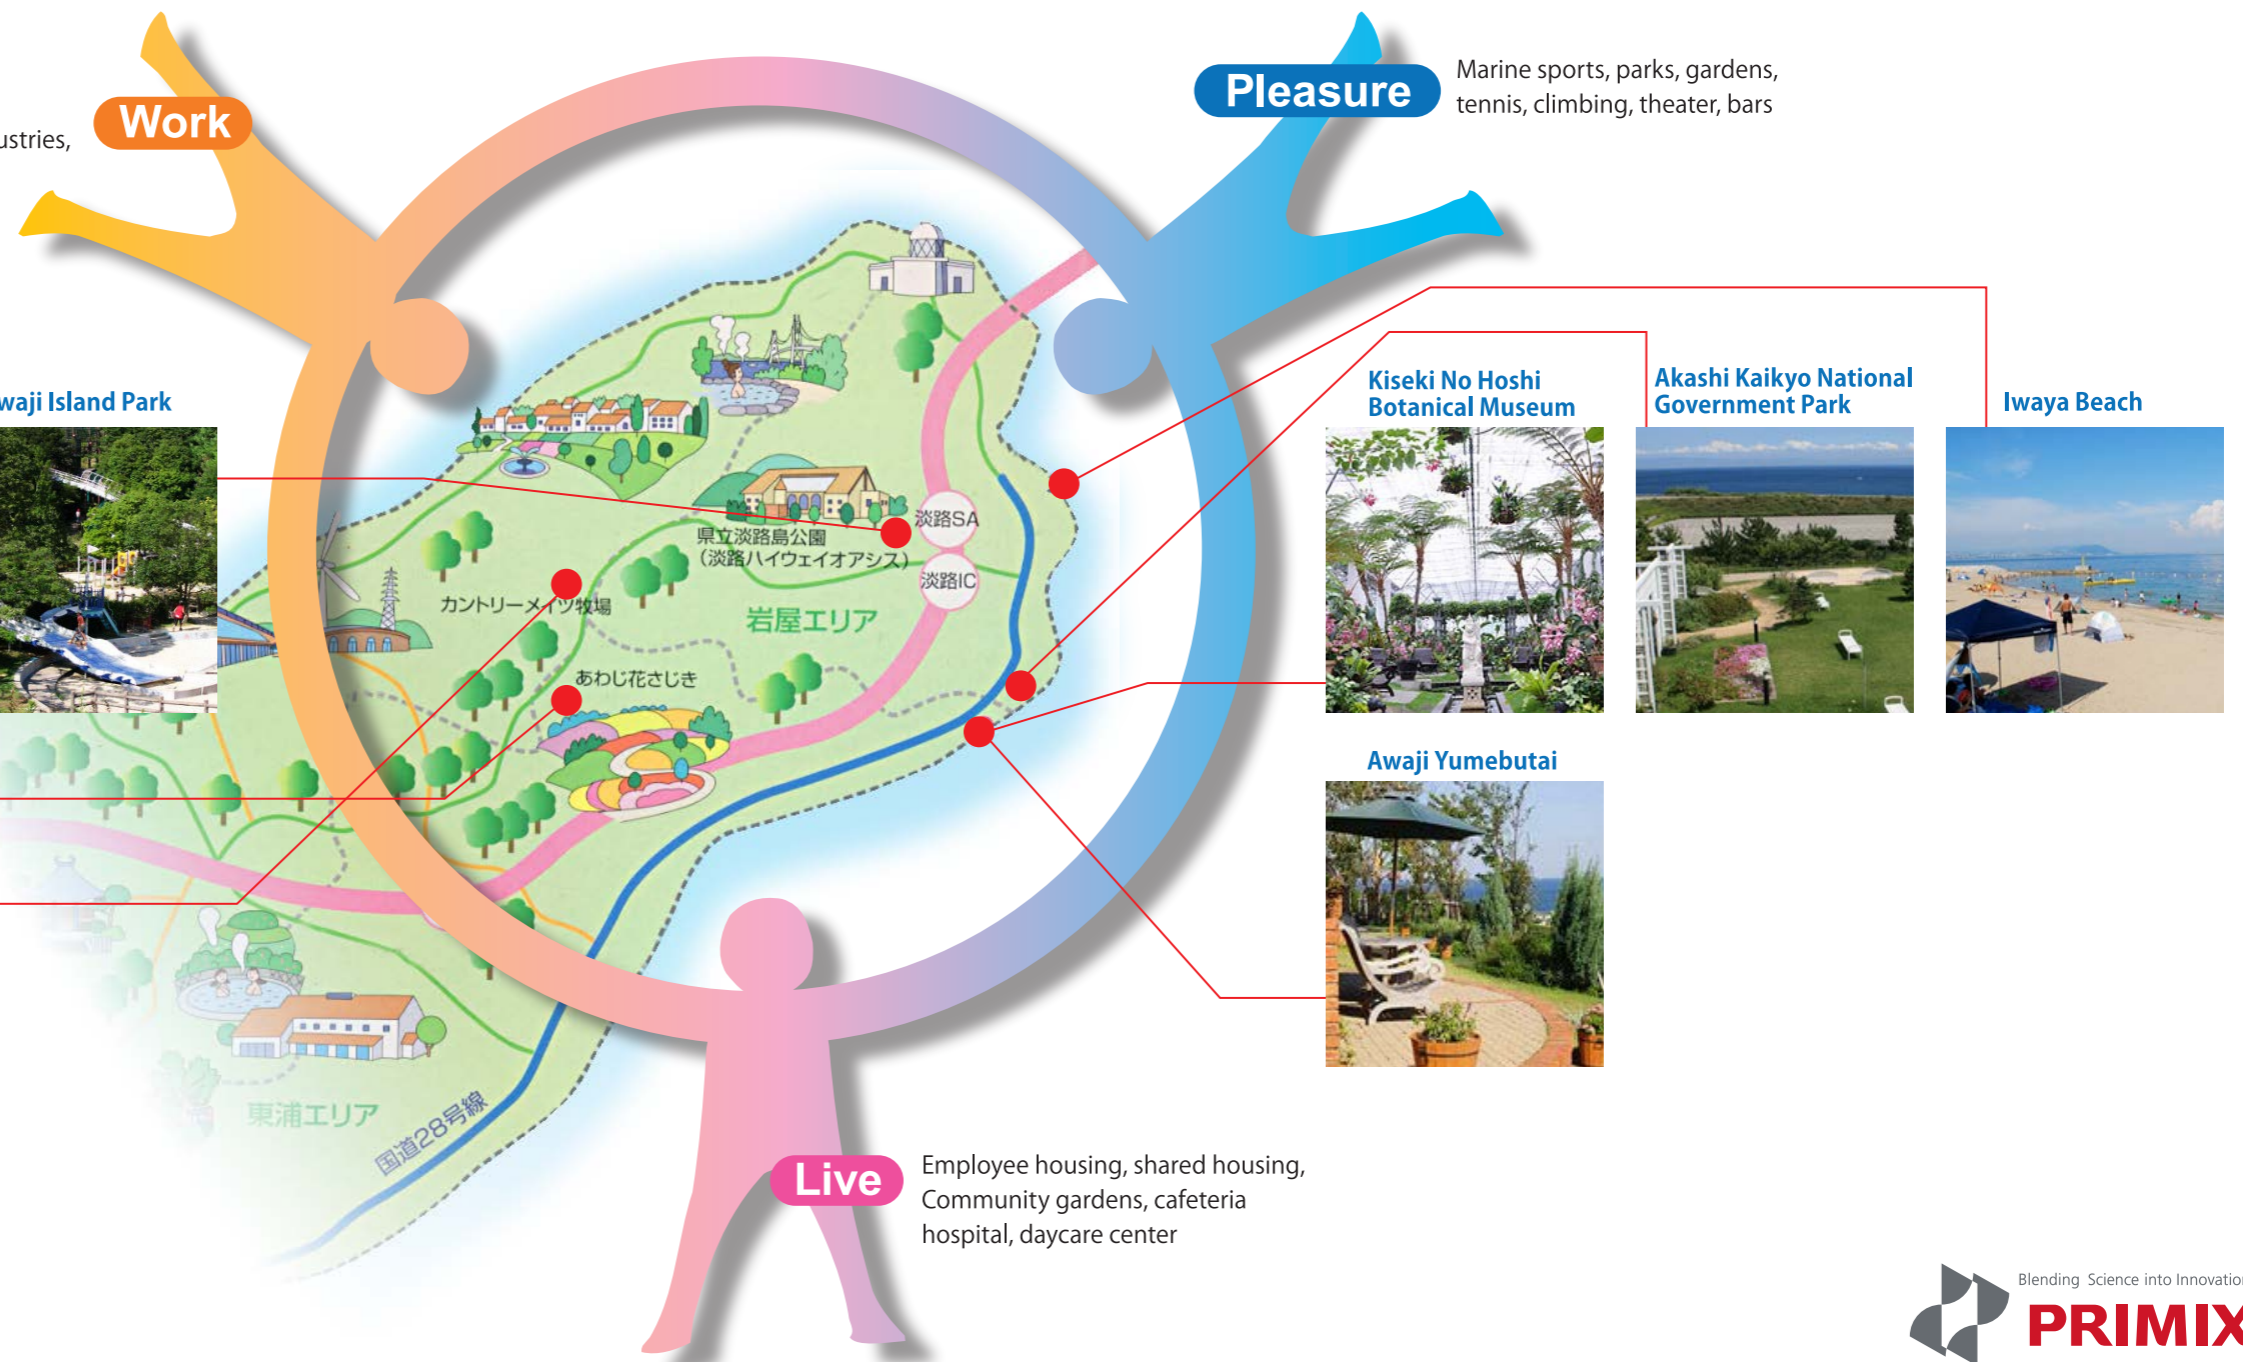 Work
ustries,
Pleasure
Marine sports, parks, gardens,
tennis, climbing, theater, bars
waji Island Park
Kiseki No Hoshi
Botanical Museum
Akashi Kaikyo National
Government Park
Iwaya Beach
淡路SA
県立淡路島公園
(淡路ハイウェイオアシス)
淡路IC
カントリーメイツ牧場
岩屋エリア
あわじ花さじき
Awaji Yumebutai
東浦エリア
国道28号線
Live
Employee housing, shared housing,
Community gardens, cafeteria
hospital, daycare center
Blending Science into Innovation
PRIMIX